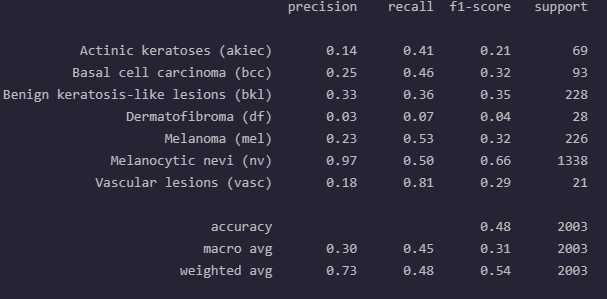 precision recall f1-score support
Actinic keratoses (akiec) 0.14 0.41 0.21 69
Basal cell carcinoma (bcc) 0.25 0.46 0.32 93
Benign keratosis-like lesions (bkl) 0.33 0.36 0.35 228
Dermatofibroma (df) 0.03 0.07 0.04 28
Melanoma (mel) 0.23 0.53 0.32 226
Melanocytic nevi (nv) 0.97 0.50 0.66 1338
Vascular lesions (vasc) 0.18 0.81 0.29 21
accuracy 0.48 2003
macro avg 0.30 0.45 0.31 2003
weighted avg 0.73 0.48 0.54 2003